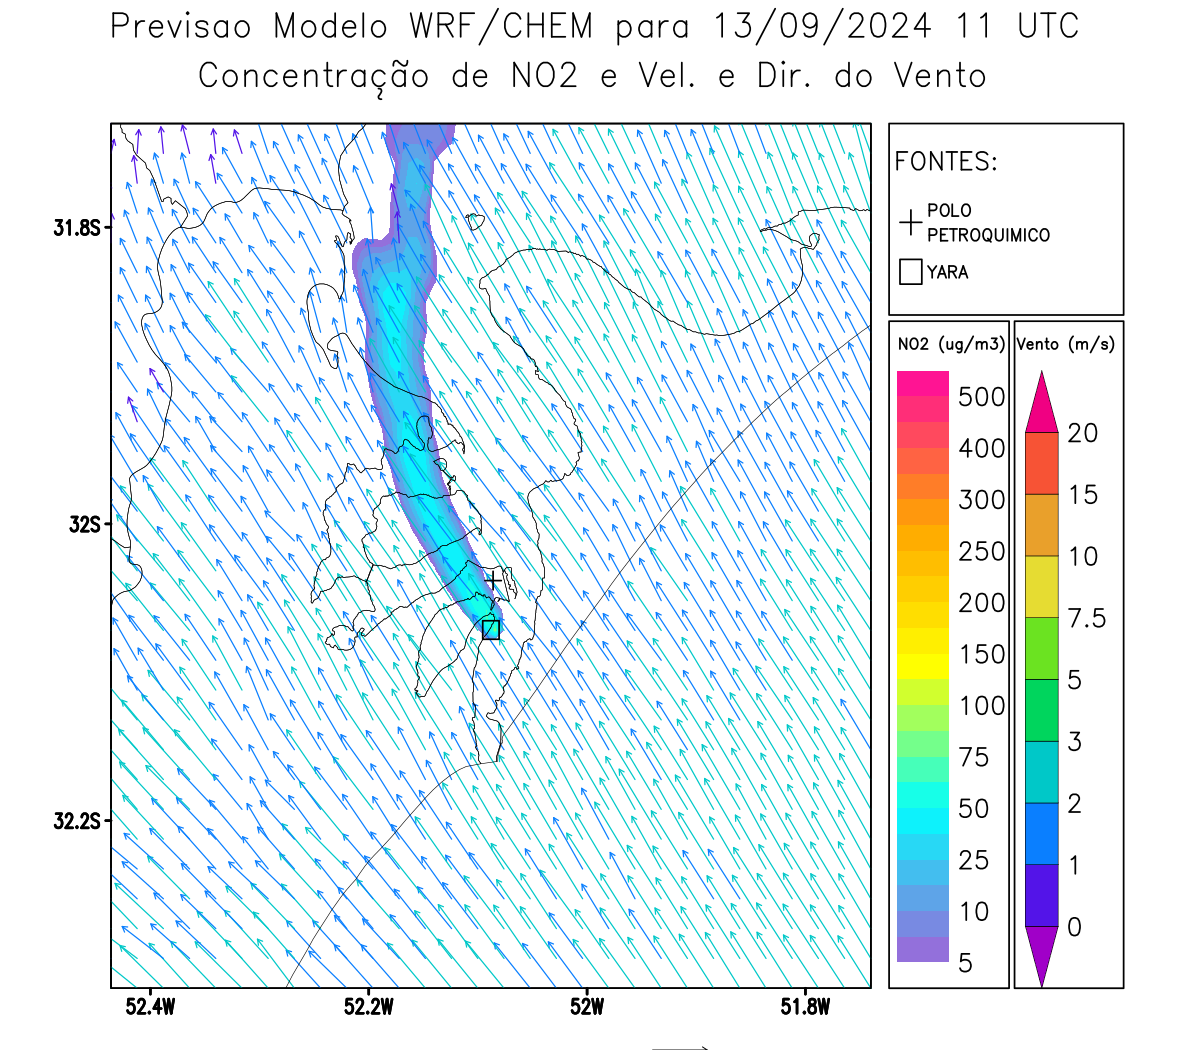 Previsao Modelo WRF/CHEM para 13/09/2024 11 UTC
Concentração de NO2 e Vel. e Dir. do Vento
FONTES:
POLO
PETROQUIMICO
YARA
31.8S
32S
32.2S
52.4W
52.2W
52W
51.8W
NO2 (ug/m3)
500
400
300
250
200
150
100
75
50
25
10
5
Vento (m/s)
20
15
10
7.5
5
3
2
1
0